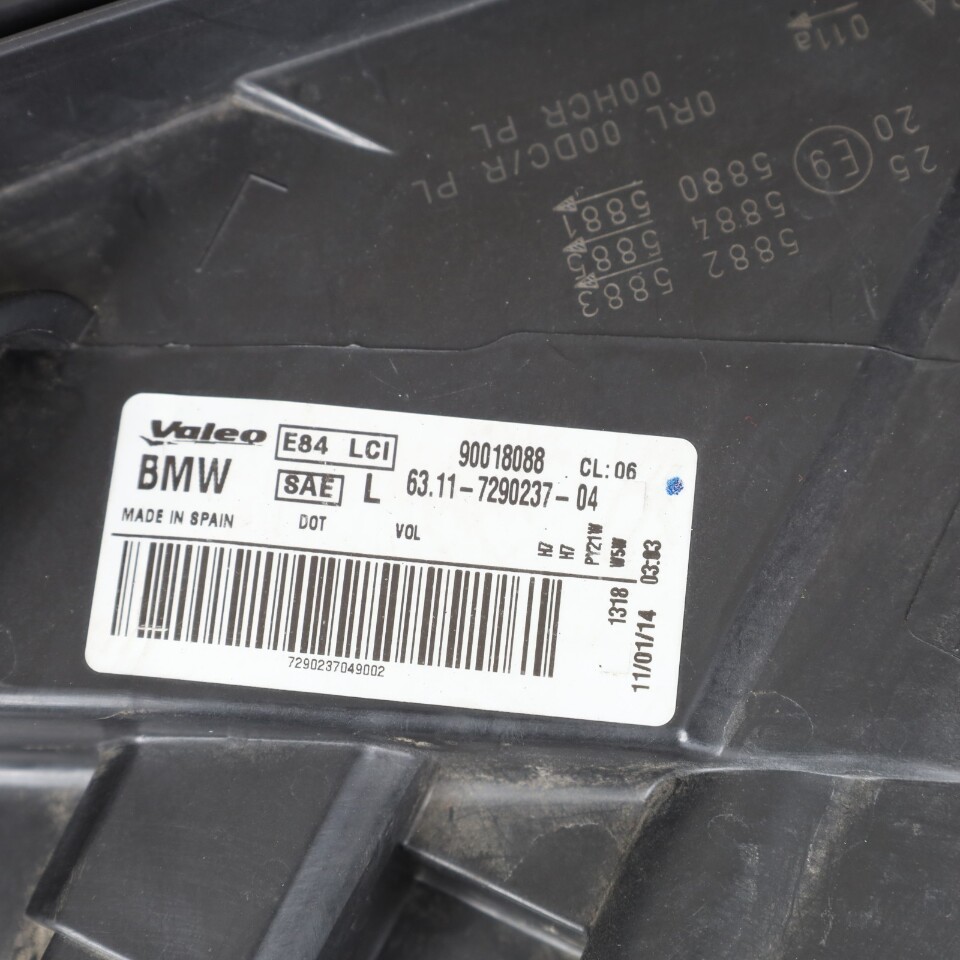 Valeo E84 LCI 90018088 CL: 06
BMW SAE L 63.11-7290237-04
MADE IN SPAIN DOT VOL
H7
H7
PY21W
W5W
1318
03:03
11/01/14
7290237049002
011a
0RL 00DC/R PL
00HCR PL
25
20
E9
5882
5884
5880
5883
5885
5881